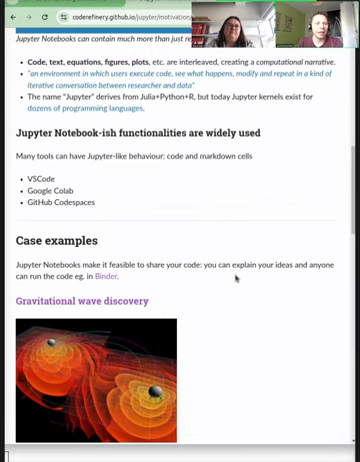 coderefinery.github.io/jupyter/motivation/
Jupyter Notebooks can contain much more than just re
Code, text, equations, figures, plots, etc. are interleaved, creating a computational narrative.
"an environment in which users execute code, see what happens, modify and repeat in a kind of
iterative conversation between researcher and data"
The name "Jupyter" derives from Julia+Python+R, but today Jupyter kernels exist for
dozens of programming languages.
Jupyter Notebook-ish functionalities are widely used
Many tools can have Jupyter-like behaviour: code and markdown cells
VSCode
Google Colab
GitHub Codespaces
Case examples
Jupyter Notebooks make it feasible to share your code: you can explain your ideas and anyone
can run the code eg. in Binder.
Gravitational wave discovery